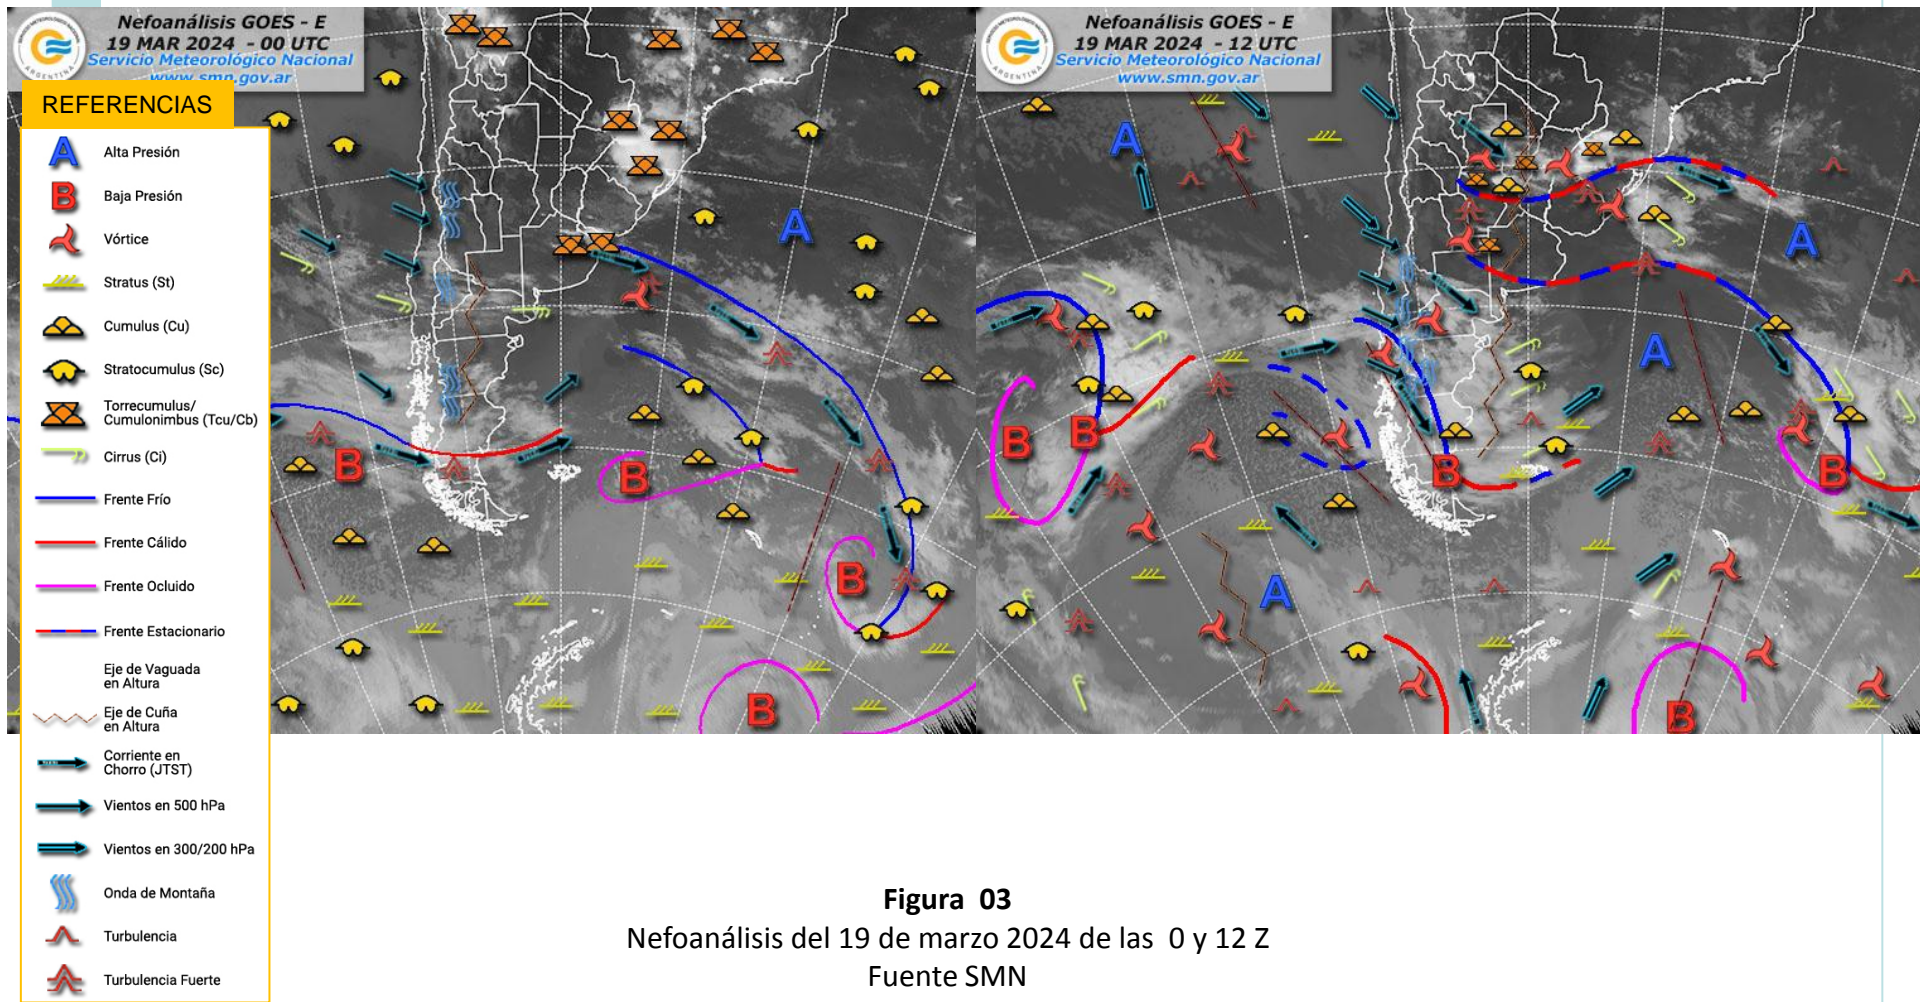 Nefoanálisis GOES - E
19 MAR 2024 - 00 UTC
Servicio Meteorológico Nacional
www.smn.gov.ar
ARGENTINA
Nefoanálisis GOES - E
19 MAR 2024 - 12 UTC
Servicio Meteorológico Nacional
www.smn.gov.ar
SERVICIO METEOROLÓGICO NACIONAL
ARGENTINA
REFERENCIAS
A Alta Presión
B Baja Presión
Vórtice
Stratus (St)
Cumulus (Cu)
Stratocumulus (Sc)
Torrecumulus/
Cumulonimbus (Tcu/Cb)
Cirrus (Ci)
Frente Frío
Frente Cálido
Frente Ocluido
Frente Estacionario
Eje de Vaguada
en Altura
Eje de Cuña
en Altura
Corriente en
Chorro (JTST)
Vientos en 500 hPa
Vientos en 300/200 hPa
Onda de Montaña
Turbulencia
Turbulencia Fuerte
A
B
B
B
B
A
A
A
A
B
B
B
B
B
Figura 03
Nefoanálisis del 19 de marzo 2024 de las 0 y 12 Z
Fuente SMN